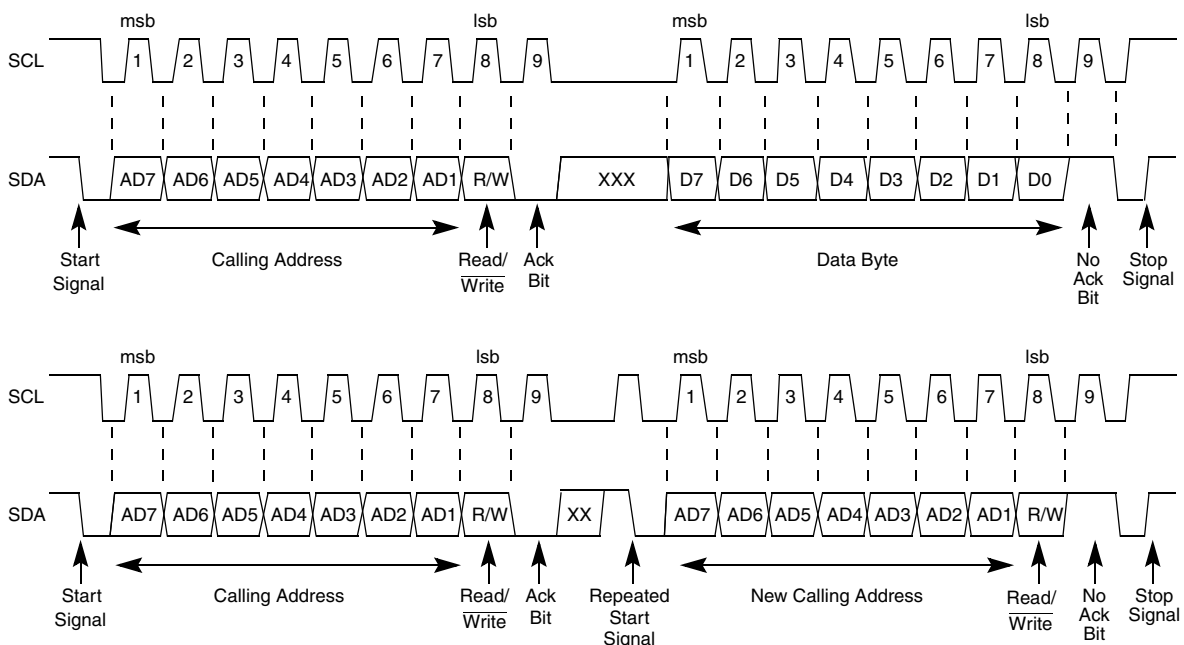 msb lsb msb lsb
SCL 1 2 3 4 5 6 7 8 9 1 2 3 4 5 6 7 8 9
SDA AD7 AD6 AD5 AD4 AD3 AD2 AD1 R/W XXX D7 D6 D5 D4 D3 D2 D1 D0
Start Signal
Calling Address
Read/
Write
Ack
Bit
Data Byte
No
Ack
Bit
Stop
Signal
msb lsb msb lsb
SCL 1 2 3 4 5 6 7 8 9 1 2 3 4 5 6 7 8 9
SDA AD7 AD6 AD5 AD4 AD3 AD2 AD1 R/W XX AD7 AD6 AD5 AD4 AD3 AD2 AD1 R/W
Start
Signal
Calling Address
Read/
Write
Ack
Bit
Repeated
Start
Signal
New Calling Address
Read/
Write
No
Ack
Bit
Stop
Signal